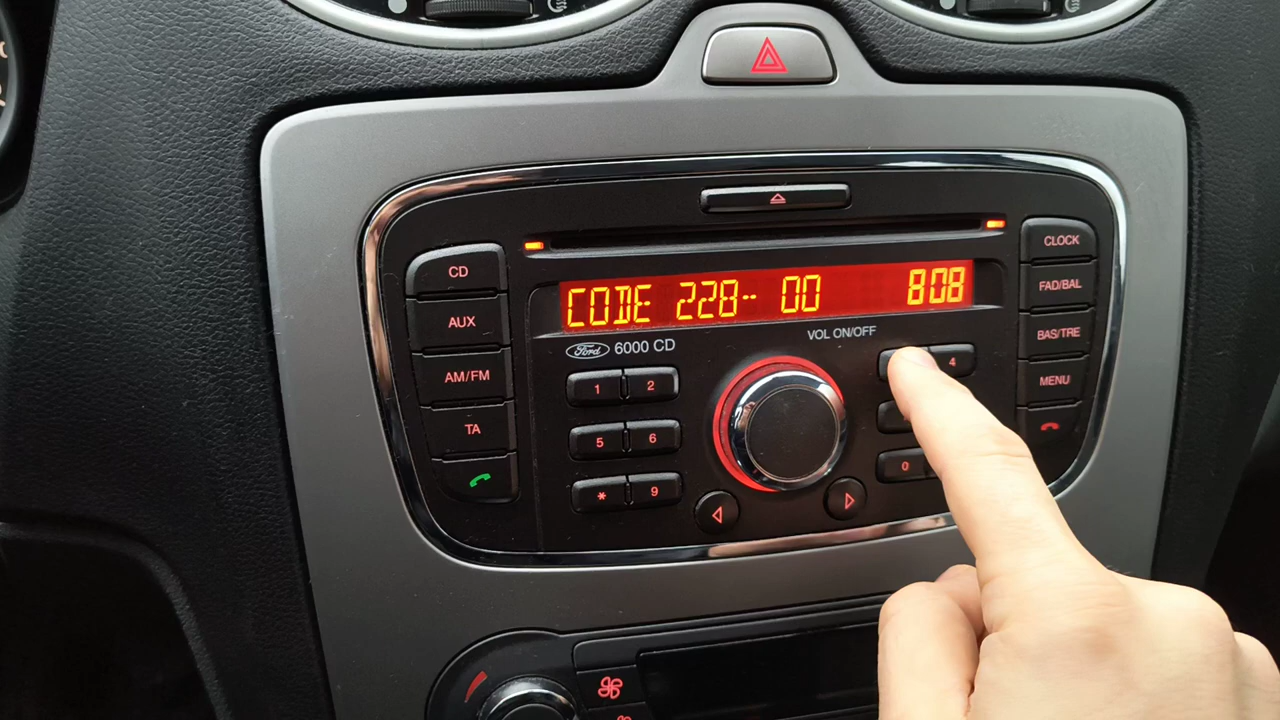 CD
AUX
AM/FM
TA
CODE 228-- 00 808
Ford 6000 CD
VOL ON/OFF
1 2
4
5 6
* 9
0
CLOCK
FAD/BAL
BAS/TRE
MENU